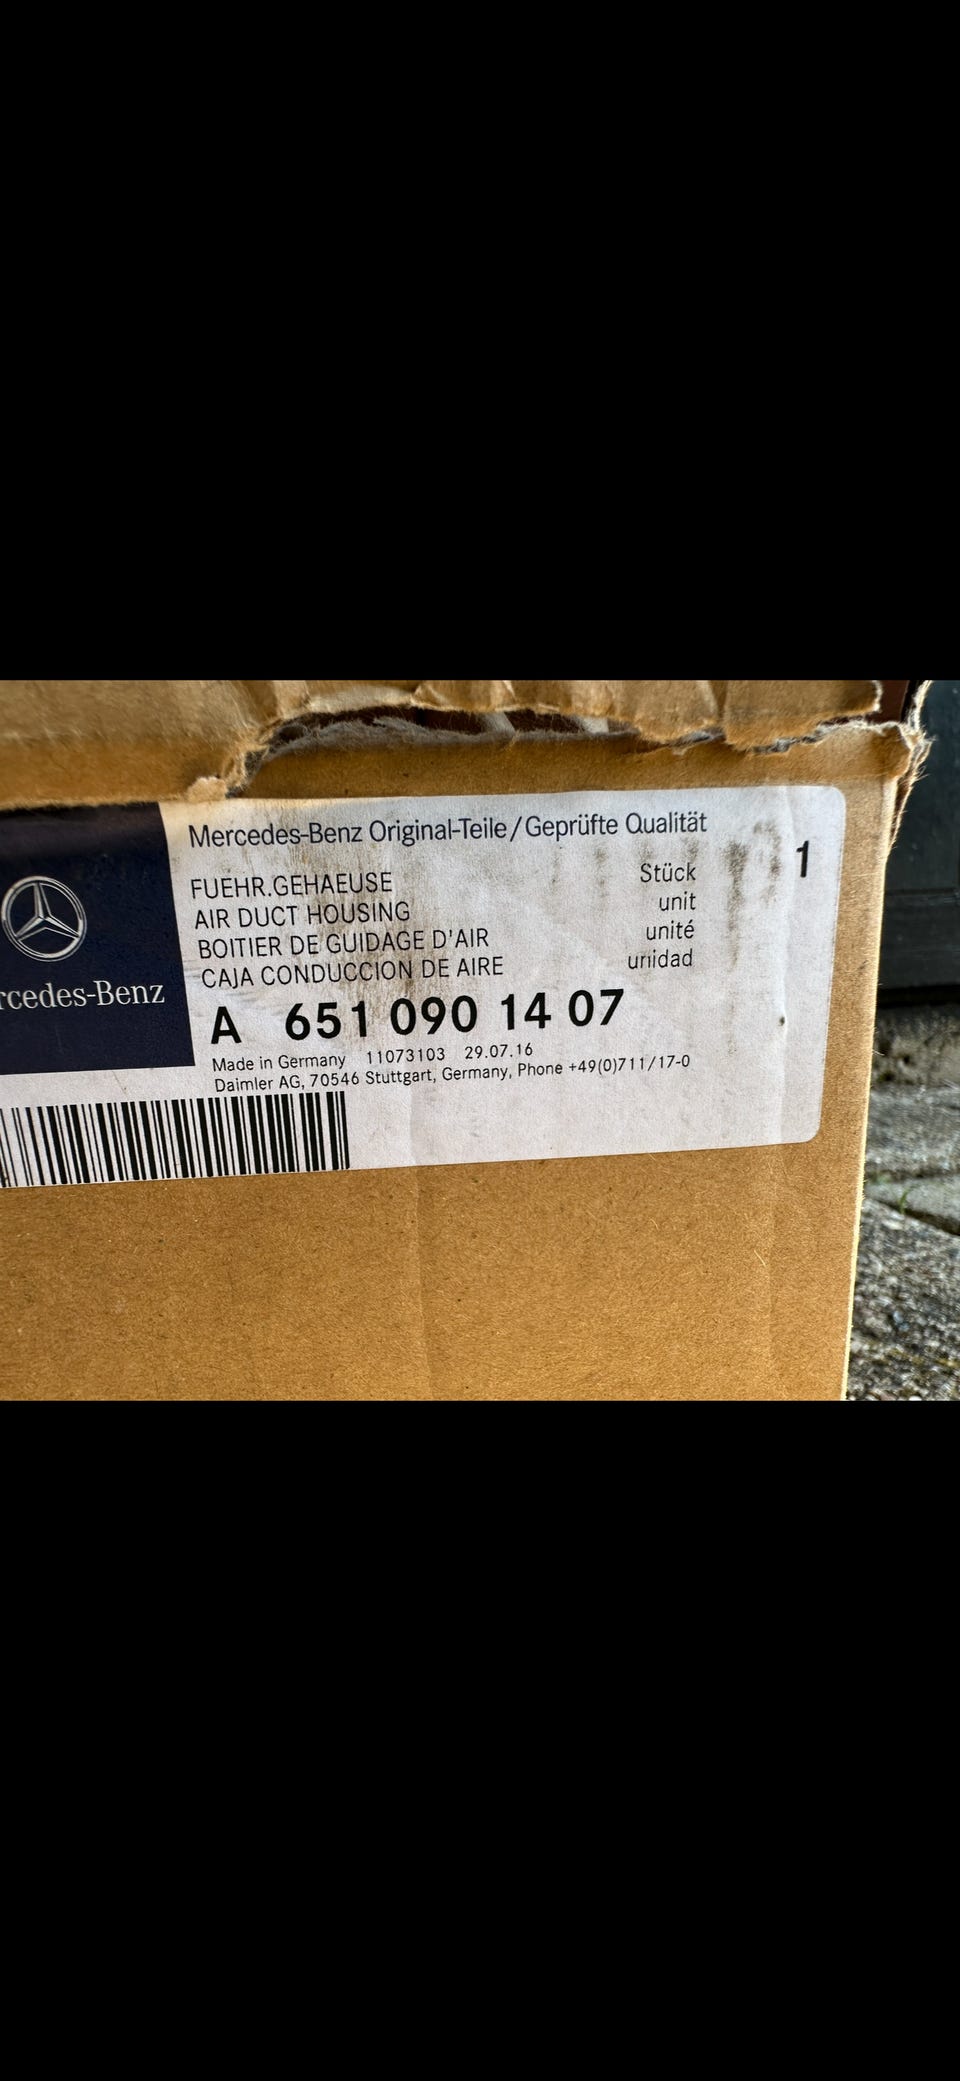 Mercedes-Benz Original-Teile/Geprüfte Qualität
FUEHR.GEHAEUSE
AIR DUCT HOUSING
BOITIER DE GUIDAGE D'AIR
CAJA CONDUCCION DE AIRE
Stück
unit
unité
unidad
1
rcedes-Benz
A 651 090 14 07
Made in Germany 11073103 29.07.16
Daimler AG, 70546 Stuttgart, Germany, Phone +49(0)711/17-0